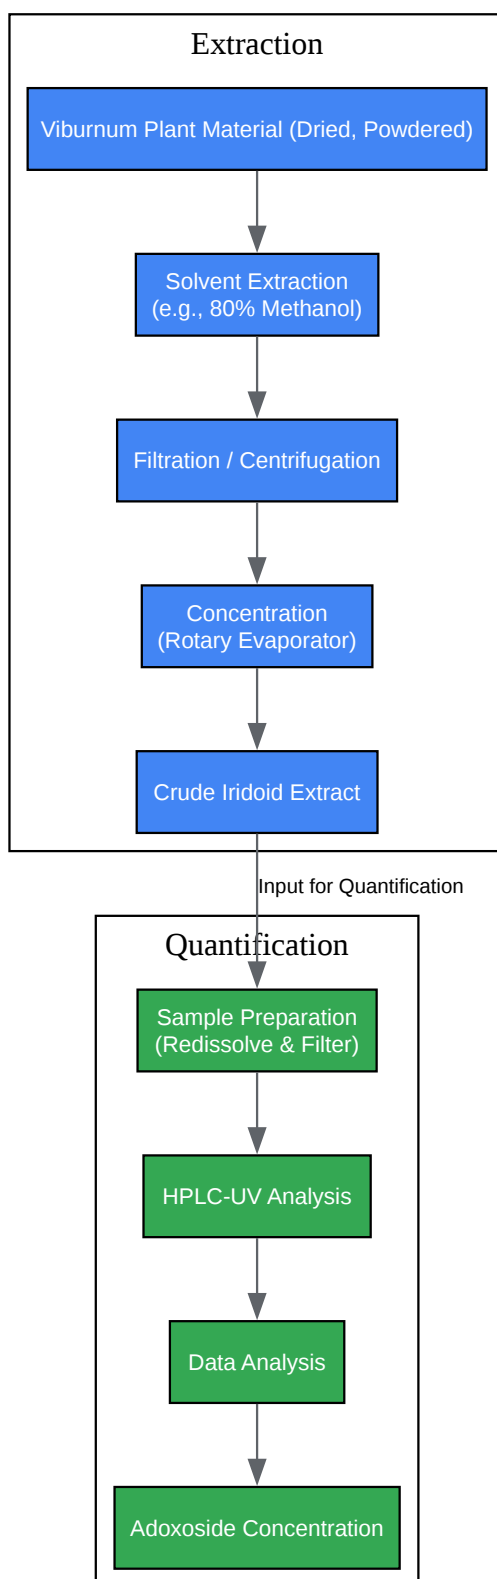 Extraction
Viburnum Plant Material (Dried, Powdered)
Solvent Extraction
(e.g., 80% Methanol)
Filtration / Centrifugation
Concentration
(Rotary Evaporator)
Crude Iridoid Extract
Input for Quantification
Quantification
Sample Preparation
(Redissolve & Filter)
HPLC-UV Analysis
Data Analysis
Adoxoside Concentration